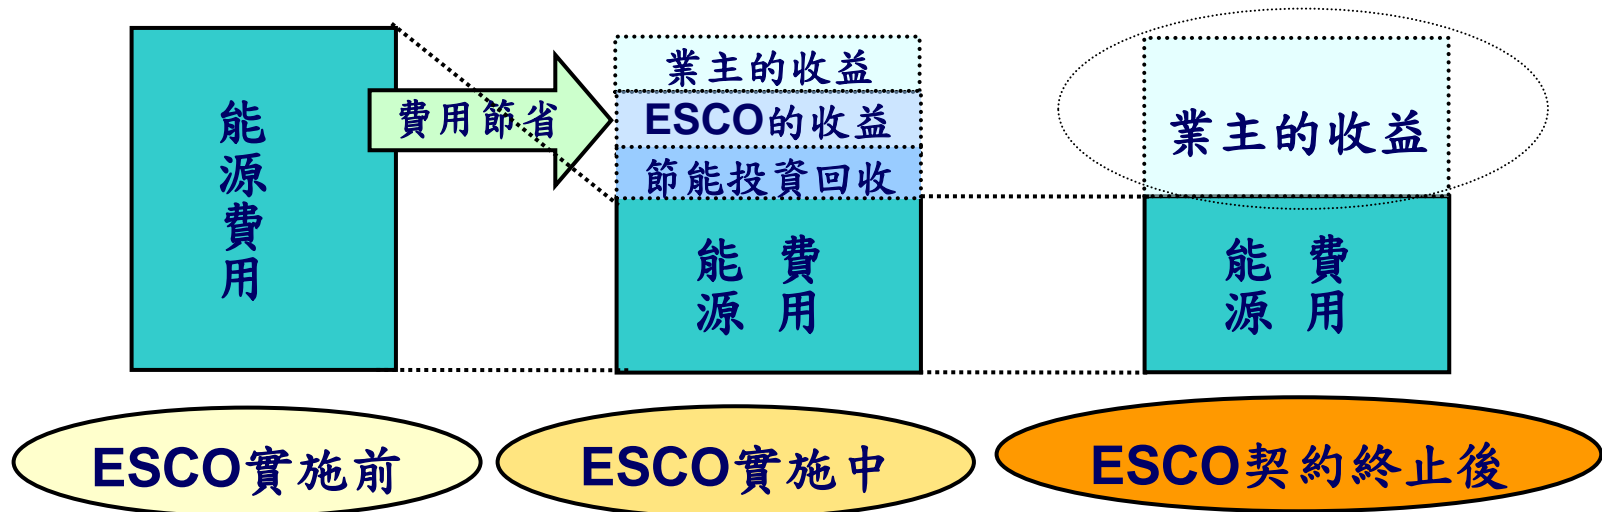 能源費用
費用節省
業主的收益
ESCO的收益
節能投資回收
能源
費用
業主的收益
能源
費用
ESCO實施前
ESCO實施中
ESCO契約終止後